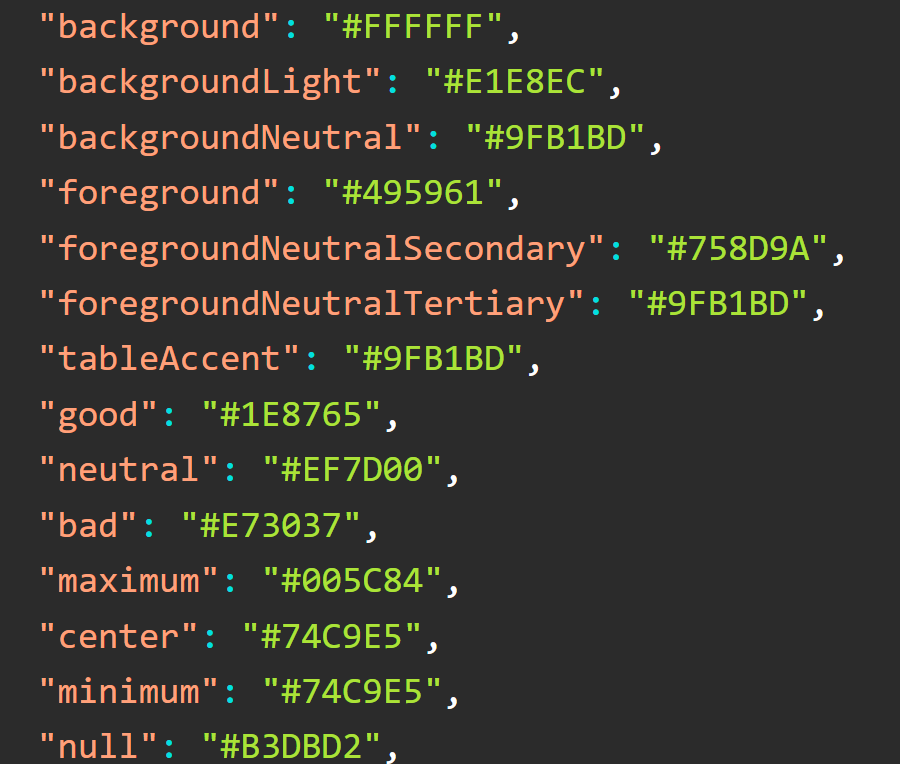 "background": "#FFFFFF",
"backgroundLight": "#E1E8EC",
"backgroundNeutral": "#9FB1BD",
"foreground": "#495961",
"foregroundNeutralSecondary": "#758D9A",
"foregroundNeutralTertiary": "#9FB1BD",
"tableAccent": "#9FB1BD",
"good": "#1E8765",
"neutral": "#EF7D00",
"bad": "#E73037",
"maximum": "#005C84",
"center": "#74C9E5",
"minimum": "#74C9E5",
"null": "#B3DBD2",